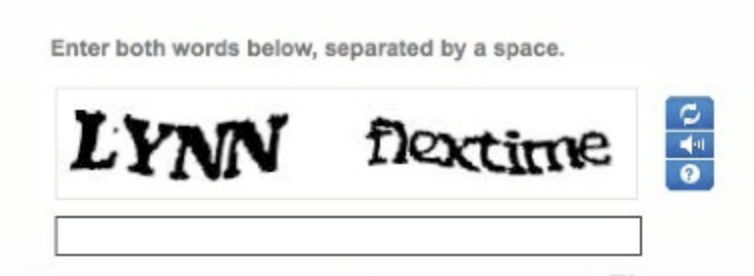 Enter both words below, separated by a space.
LYNN flextime